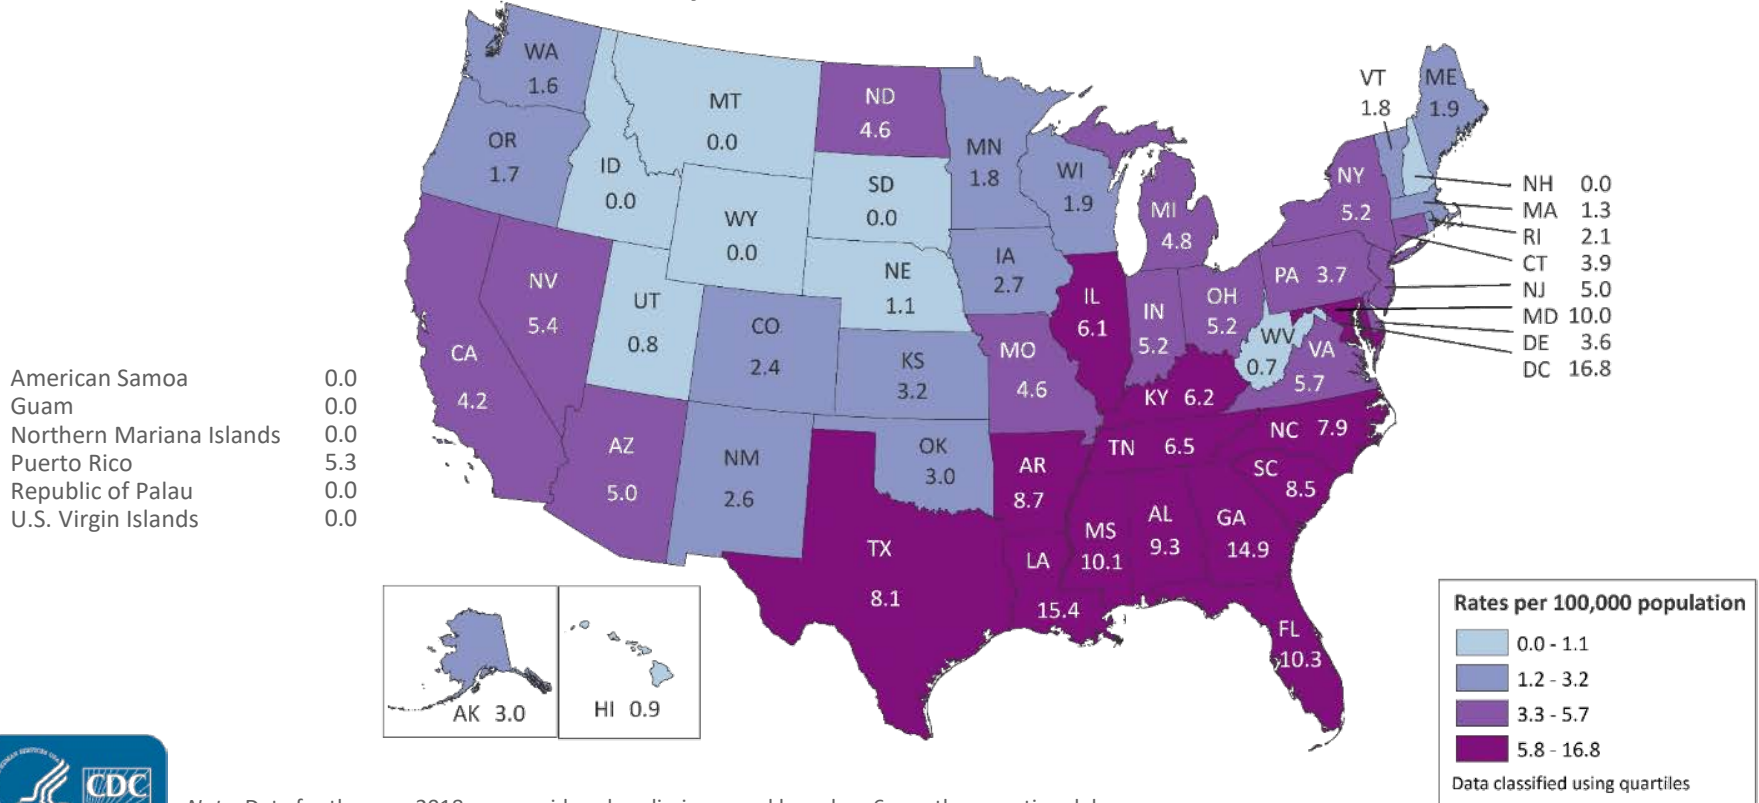 WA
1.6
OR
1.7
CA
4.2
NV
5.4
ID
0.0
MT
0.0
WY
0.0
UT
0.8
AZ
5.0
CO
2.4
NM
2.6
ND
4.6
SD
0.0
NE
1.1
KS
3.2
OK
3.0
TX
8.1
MN
1.8
IA
2.7
MO
4.6
AR
8.7
LA
15.4
WI
1.9
IL
6.1
MI
4.8
IN
5.2
OH
5.2
KY 6.2
TN 6.5
MS
10.1
AL
9.3
GA
14.9
FL
10.3
SC
8.5
NC 7.9
VA
5.7
WV
0.7
PA 3.7
NY
5.2
VT
1.8
ME
1.9
NH 0.0
MA 1.3
RI 2.1
CT 3.9
NJ 5.0
MD 10.0
DE 3.6
DC 16.8
American Samoa 0.0
Guam 0.0
Northern Mariana Islands 0.0
Puerto Rico 5.3
Republic of Palau 0.0
U.S. Virgin Islands 0.0
AK 3.0
HI 0.9
Rates per 100,000 population
0.0 - 1.1
1.2 - 3.2
3.3 - 5.7
5.8 - 16.8
Data classified using quartiles
CDC